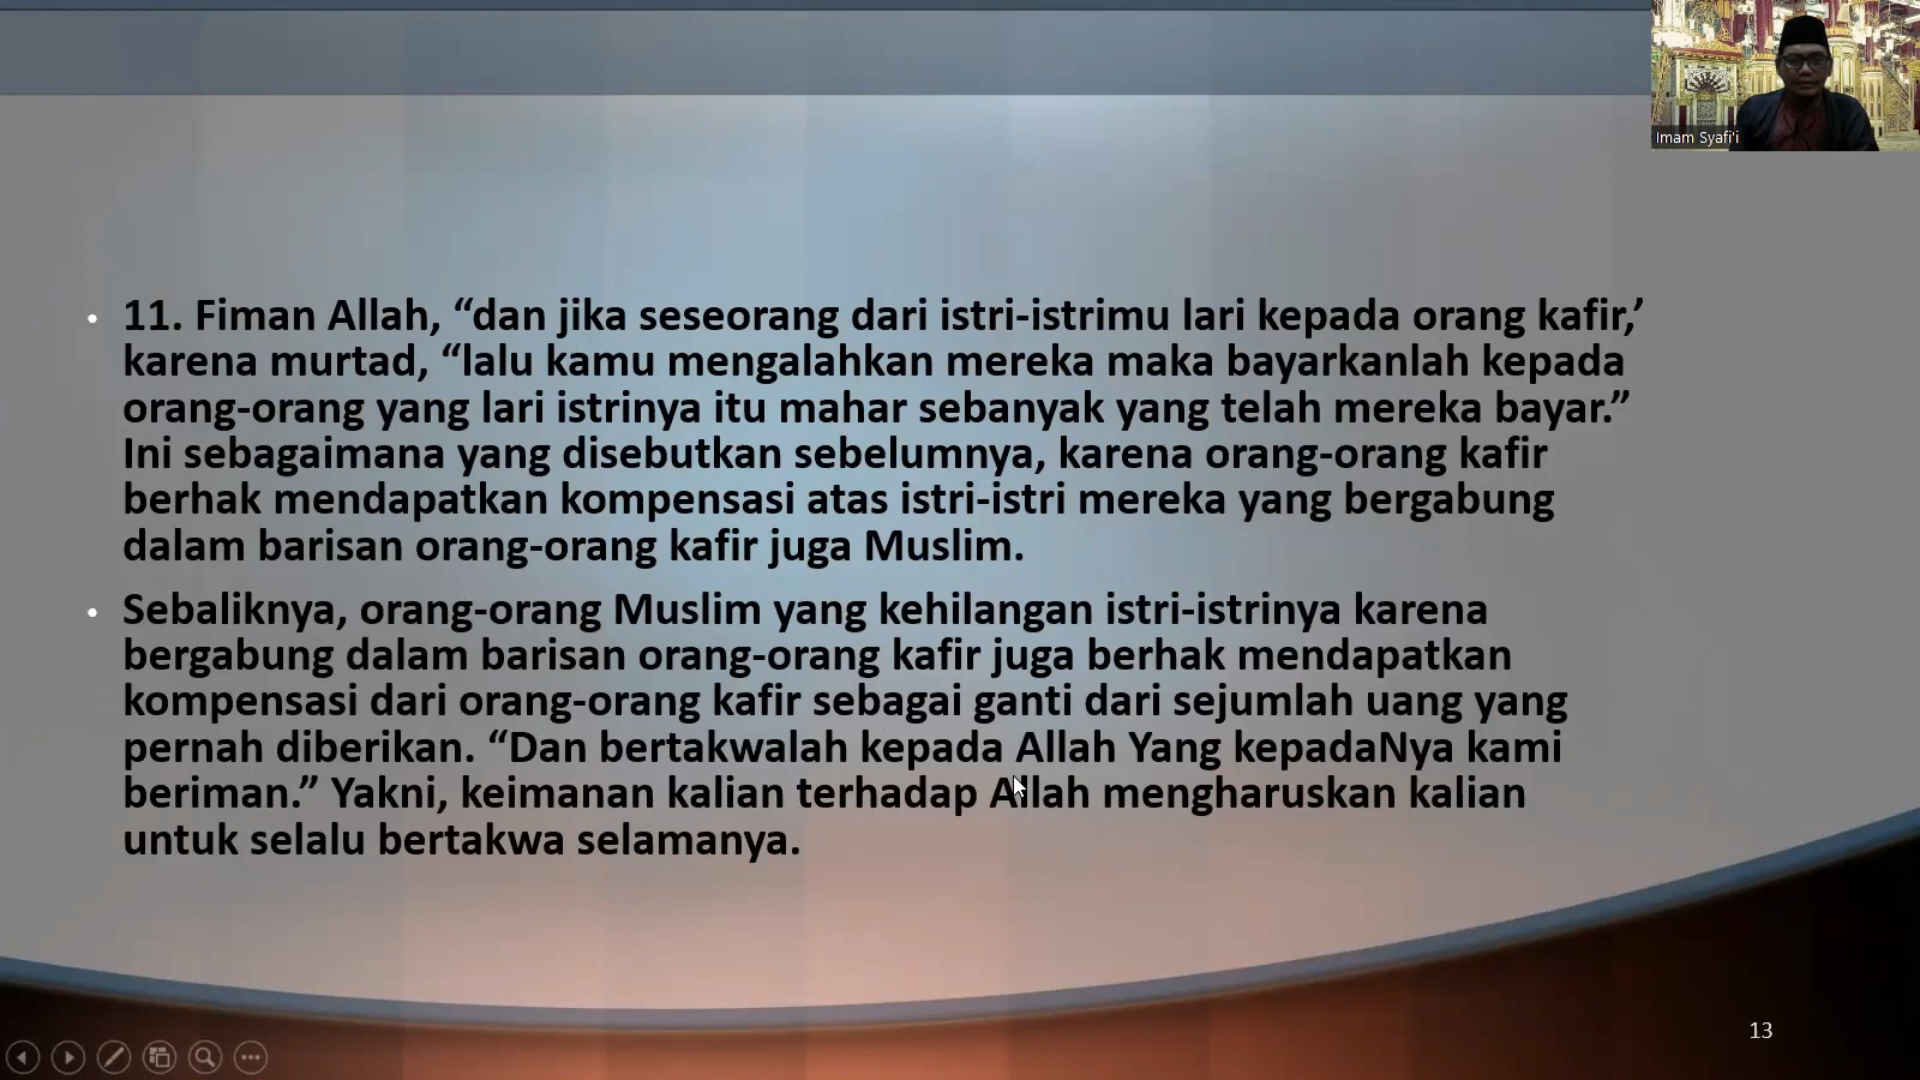 Imam Syafi'i
• 11. Fiman Allah, “dan jika seseorang dari istri-istrimu lari kepada orang kafir,’
karena murtad, “lalu kamu mengalahkan mereka maka bayarkanlah kepada
orang-orang yang lari istrinya itu mahar sebanyak yang telah mereka bayar.”
Ini sebagaimana yang disebutkan sebelumnya, karena orang-orang kafir
berhak mendapatkan kompensasi atas istri-istri mereka yang bergabung
dalam barisan orang-orang kafir juga Muslim.
• Sebaliknya, orang-orang Muslim yang kehilangan istri-istrinya karena
bergabung dalam barisan orang-orang kafir juga berhak mendapatkan
kompensasi dari orang-orang kafir sebagai ganti dari sejumlah uang yang
pernah diberikan. “Dan bertakwalah kepada Allah Yang kepadaNya kami
beriman.” Yakni, keimanan kalian terhadap Allah mengharuskan kalian
untuk selalu bertakwa selamanya.
13